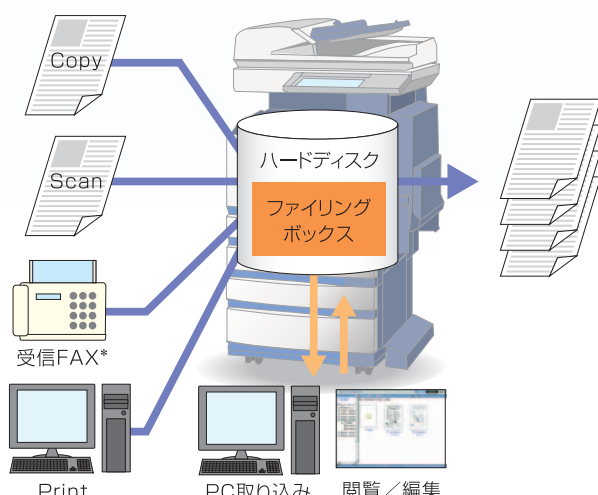 Copy
ハードディスク
Scan
ファイリング
ボックス
受信FAX*
Print
PC取り込み
閲覧／編集